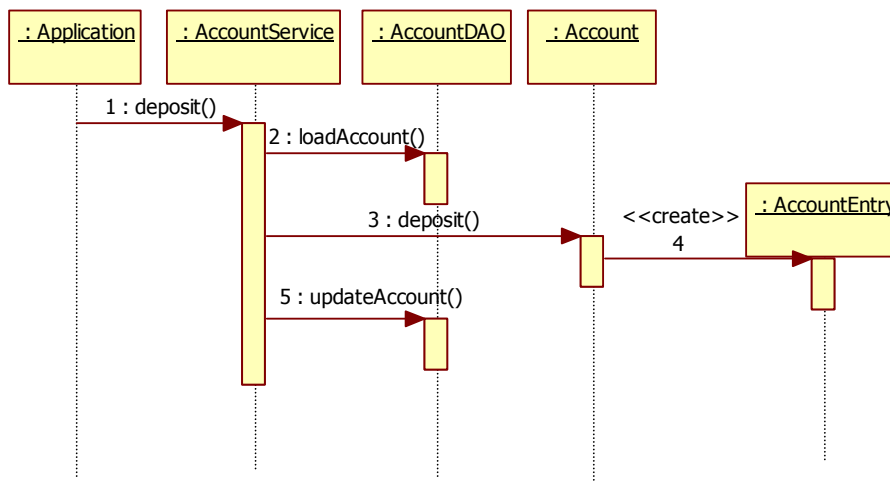 : Application
: AccountService
: AccountDAO
: Account
1 : deposit()
2 : loadAccount()
: AccountEntry
3 : deposit()
<<create>>
4
5 : updateAccount()